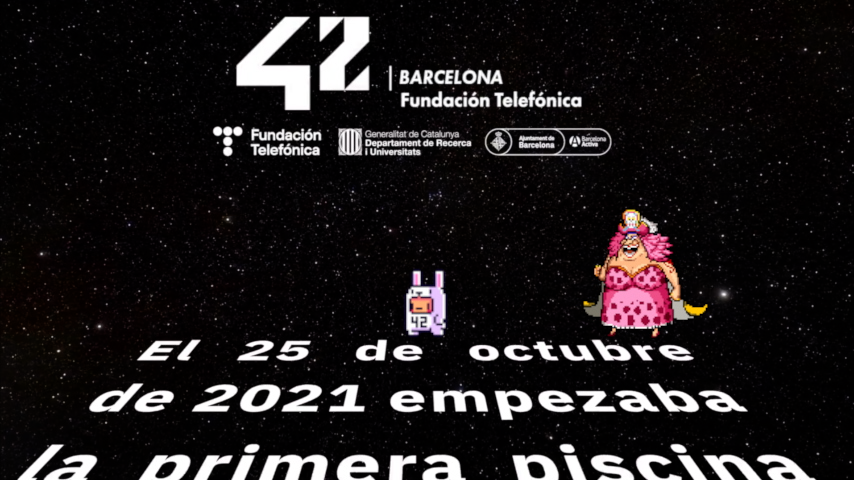 42
BARCELONA
Fundación Telefónica
Fundación
Telefónica
Generalitat de Catalunya
Departament de Recerca
i Universitats
Ajuntament de
Barcelona
Barcelona
Activa
42
El 25 de octubre
de 2021 empezaba
la primera piscina